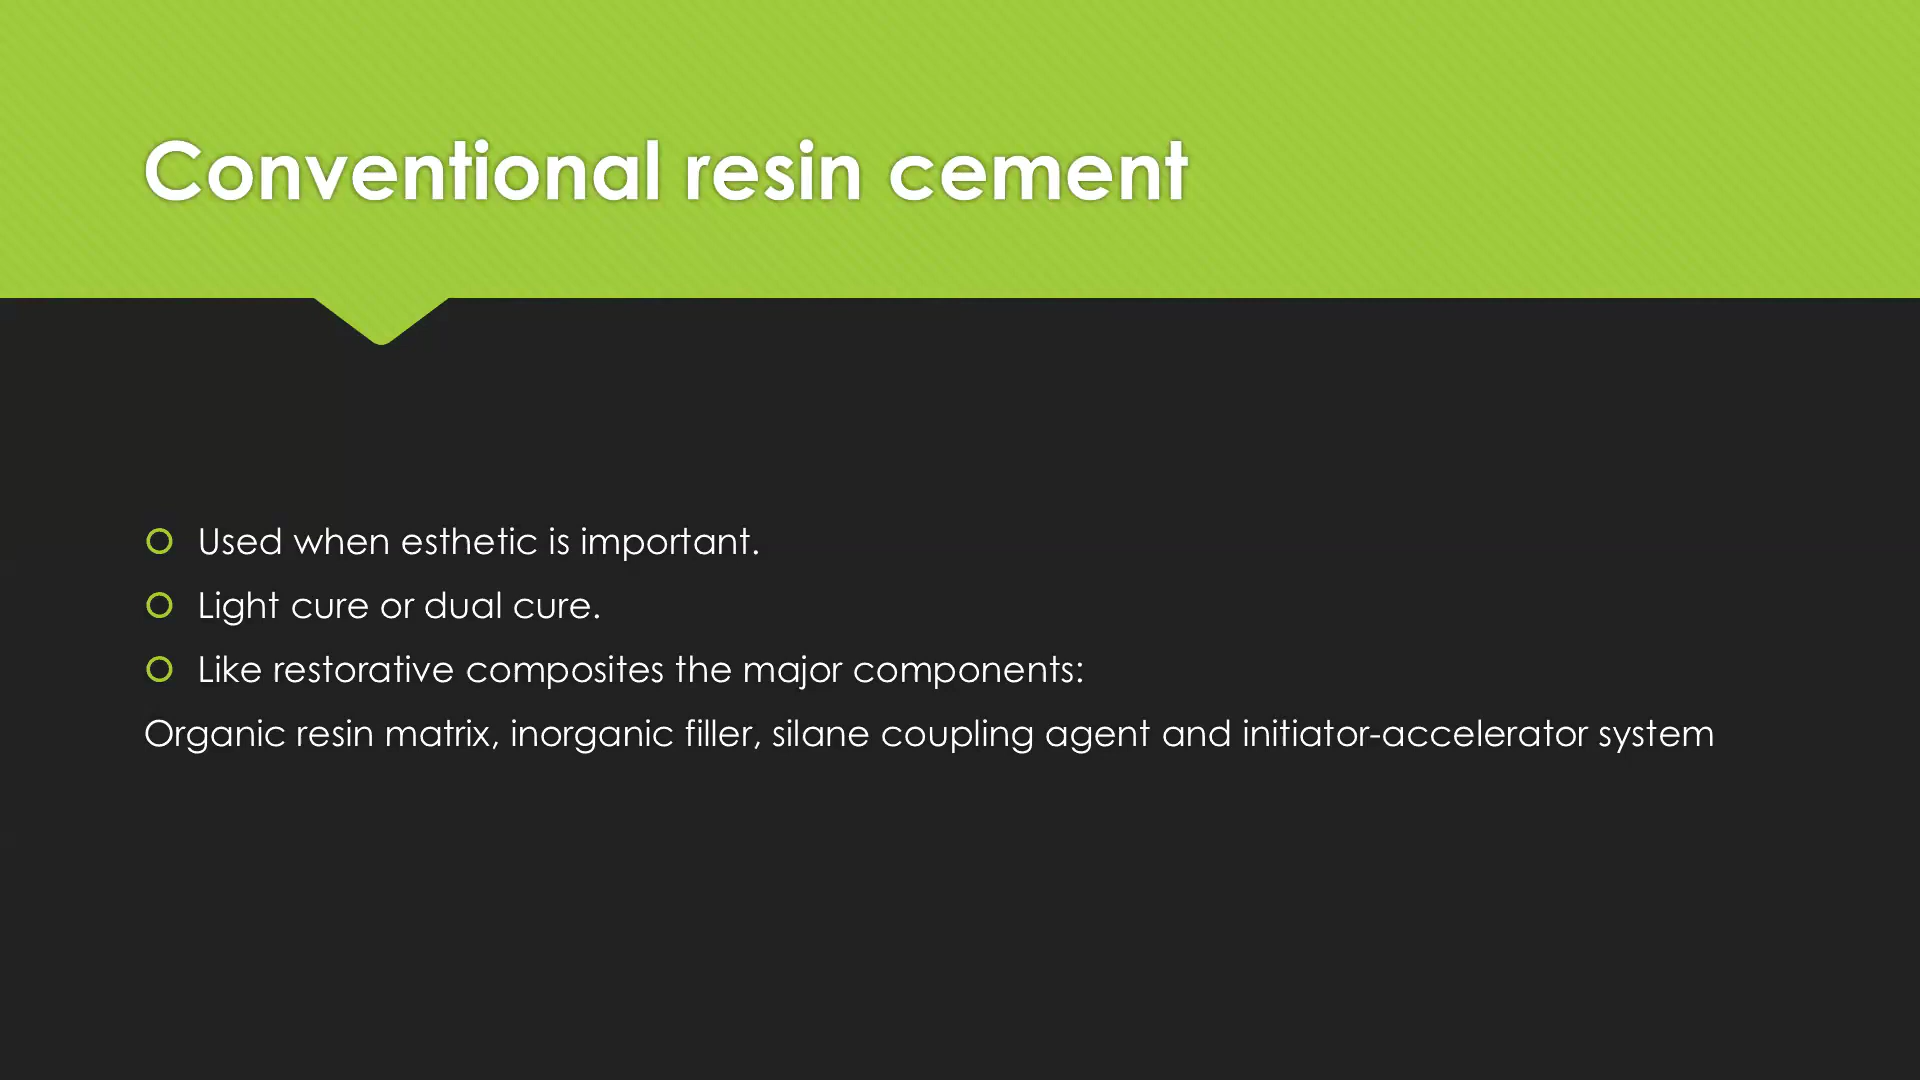 Conventional resin cement
Used when esthetic is important.
Light cure or dual cure.
Like restorative composites the major components:
Organic resin matrix, inorganic filler, silane coupling agent and initiator-accelerator system